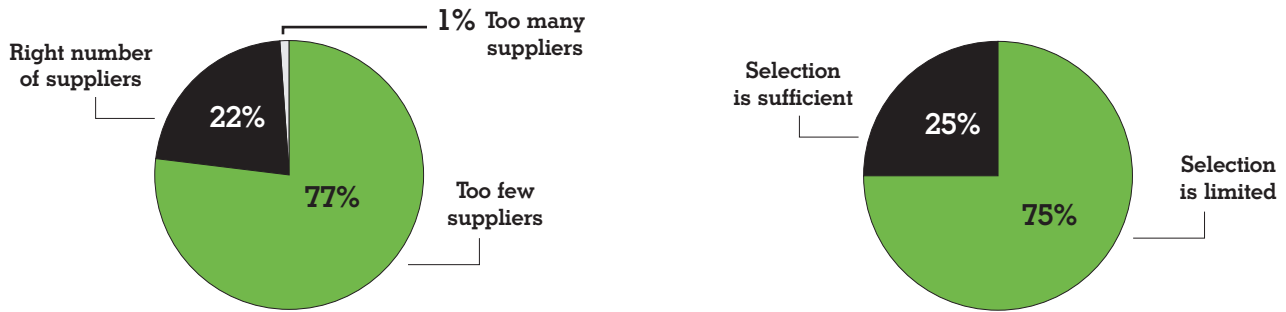 1% Too many
suppliers
Right number
of suppliers
22%
77%
Too few
suppliers
Selection
is sufficient
25%
Selection
is limited
75%